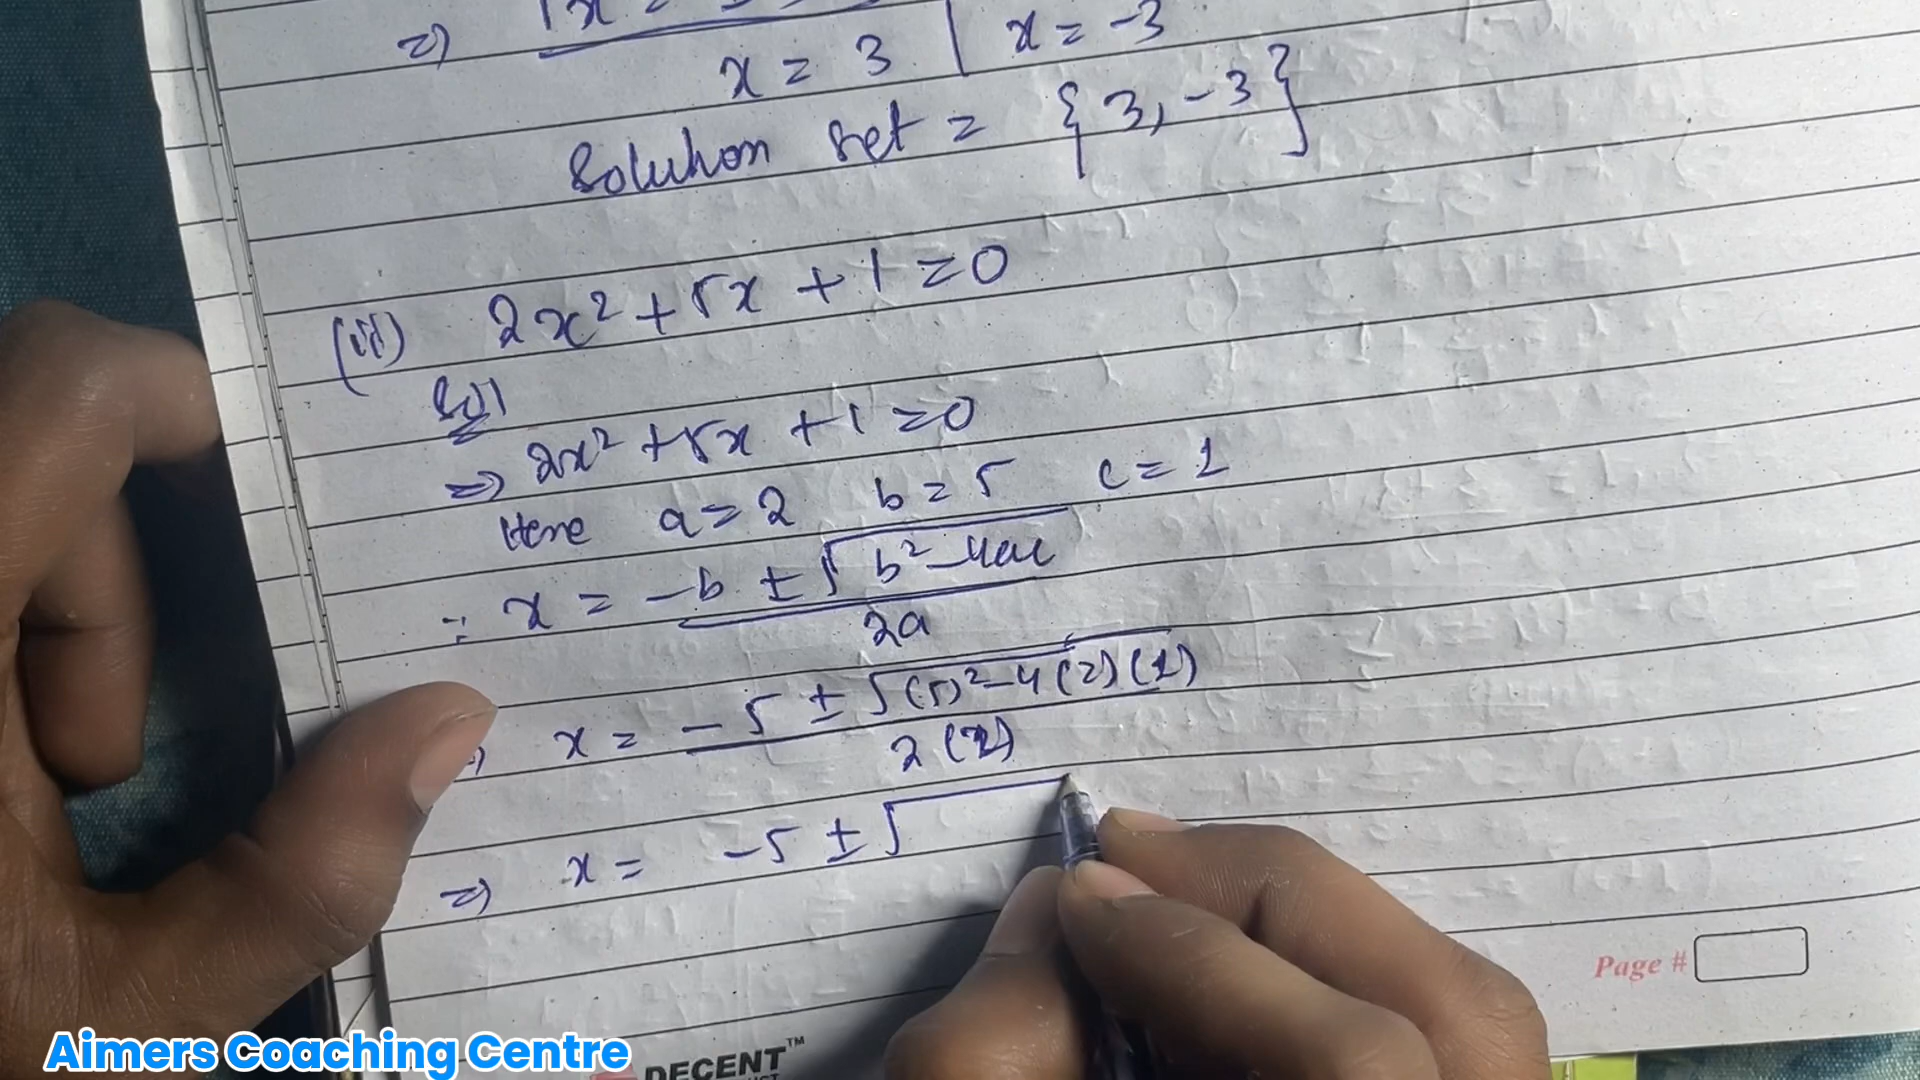 x = 3 | x = -3
Solution set = {3, -3}
(iii) 2x² + 5x + 1 = 0
Sol
=> 2x² + 5x + 1 = 0
Here a = 2 b = 5 c = 1
∵ x = -b ± √b² - 4ac
2a
x = -5 ± √(5)² - 4(2)(1)
2(2)
=> x = -5 ± √
Page #
DECENT™
Aimers Coaching Centre